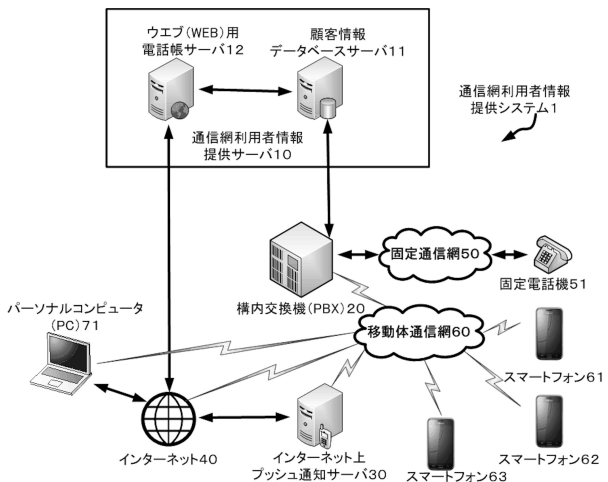 ウエブ(WEB)用
電話帳サーバ12
顧客情報
データベースサーバ11
通信網利用者情報
提供システム1
通信網利用者情報
提供サーバ10
固定通信網50
固定電話機51
構内交換機(PBX)20
パーソナルコンピュータ
(PC)71
移動体通信網60
スマートフォン61
インターネット40
インターネット上
プッシュ通知サーバ30
スマートフォン63
スマートフォン62